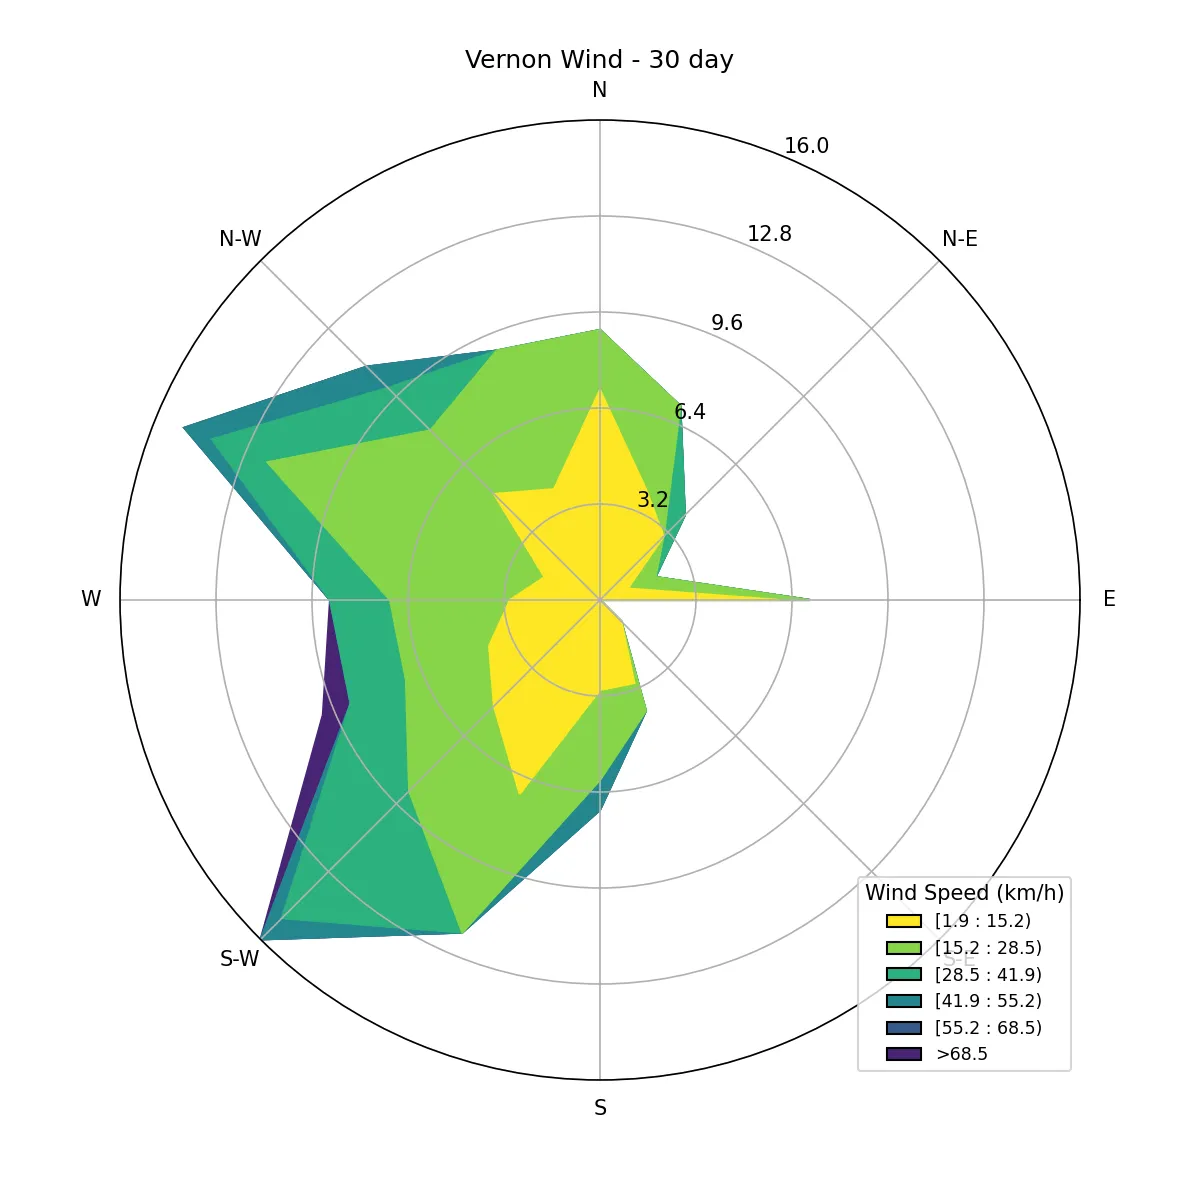 Vernon Wind - 30 day
N
16.0
12.8
N-W
N-E
9.6
6.4
3.2
W
E
S-W
S-E
S
Wind Speed (km/h)
[1.9 : 15.2)
[15.2 : 28.5)
[28.5 : 41.9)
[41.9 : 55.2)
[55.2 : 68.5)
>68.5